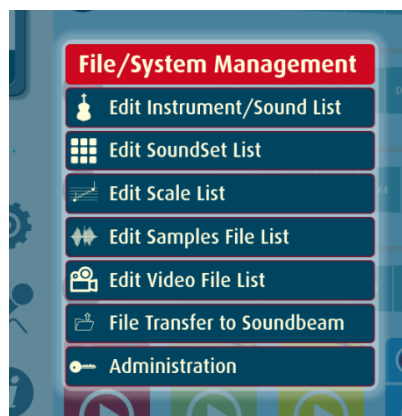 File/System Management
Edit Instrument/Sound List
Edit SoundSet List
Edit Scale List
Edit Samples File List
Edit Video File List
File Transfer to Soundbeam
Administration